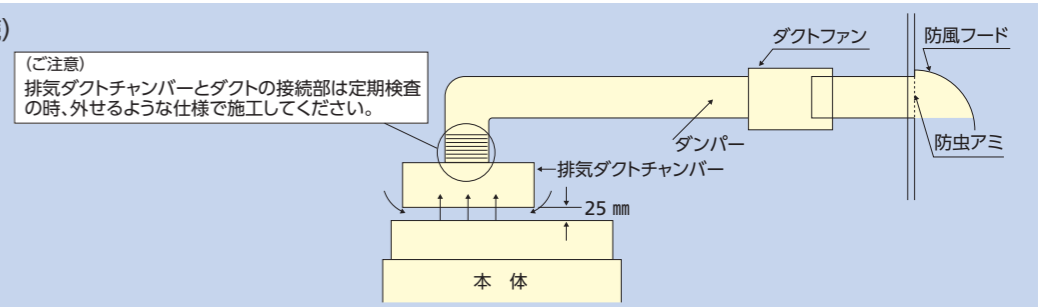 (ご注意)
排気ダクトチャンバーとダクトの接続部は定期検査
の時、外せるような仕様で施工してください。
ダクトファン
防風フード
ダンパー
防虫アミ
排気ダクトチャンバー
25 ㎜
本 体